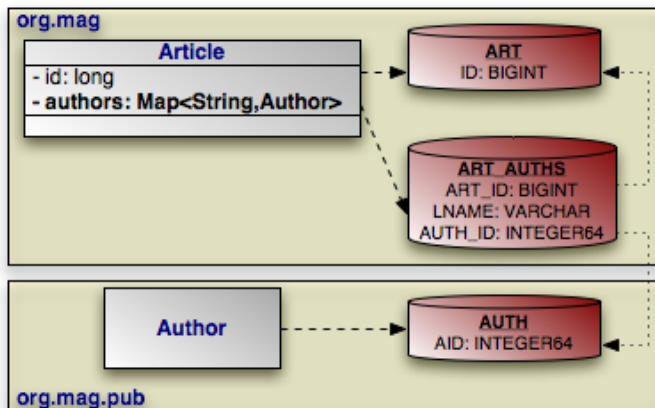 org.mag
Article
- id: long
- authors: Map<String,Author>
ART
ID: BIGINT
ART_AUTHS
ART_ID: BIGINT
LNAME: VARCHAR
AUTH_ID: INTEGER64
Author
AUTH
AID: INTEGER64
org.mag.pub